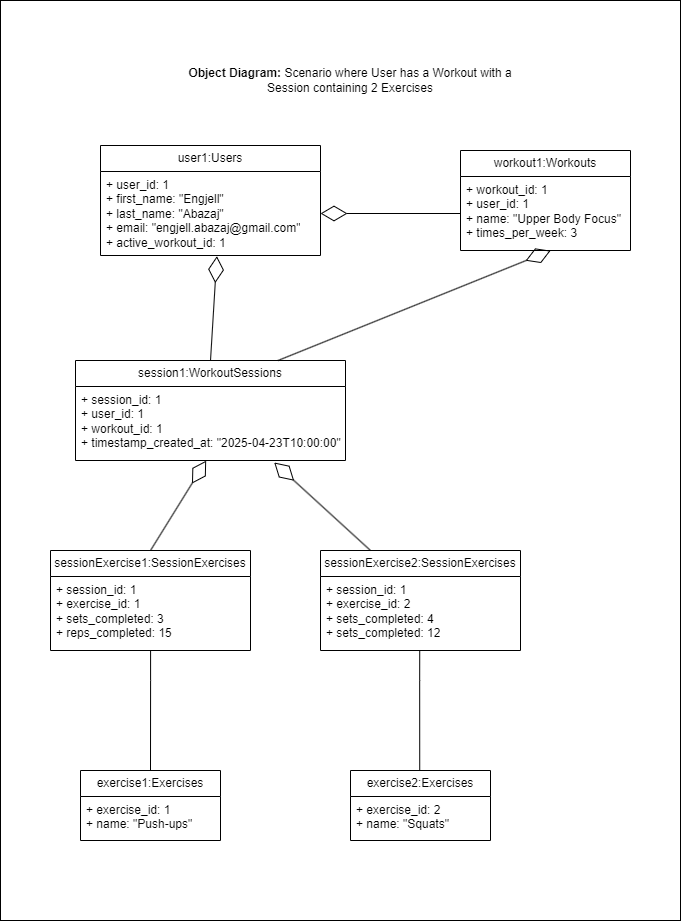 Object Diagram: Scenario where User has a Workout with a
Session containing 2 Exercises
user1:Users
+ user_id: 1
+ first_name: "Engjell"
+ last_name: "Abazaj"
+ email: "engjell.abazaj@gmail.com"
+ active_workout_id: 1
workout1:Workouts
+ workout_id: 1
+ user_id: 1
+ name: "Upper Body Focus"
+ times_per_week: 3
session1:WorkoutSessions
+ session_id: 1
+ user_id: 1
+ workout_id: 1
+ timestamp_created_at: "2025-04-23T10:00:00"
sessionExercise1:SessionExercises
+ session_id: 1
+ exercise_id: 1
+ sets_completed: 3
+ reps_completed: 15
sessionExercise2:SessionExercises
+ session_id: 1
+ exercise_id: 2
+ sets_completed: 4
+ sets_completed: 12
exercise1:Exercises
+ exercise_id: 1
+ name: "Push-ups"
exercise2:Exercises
+ exercise_id: 2
+ name: "Squats"